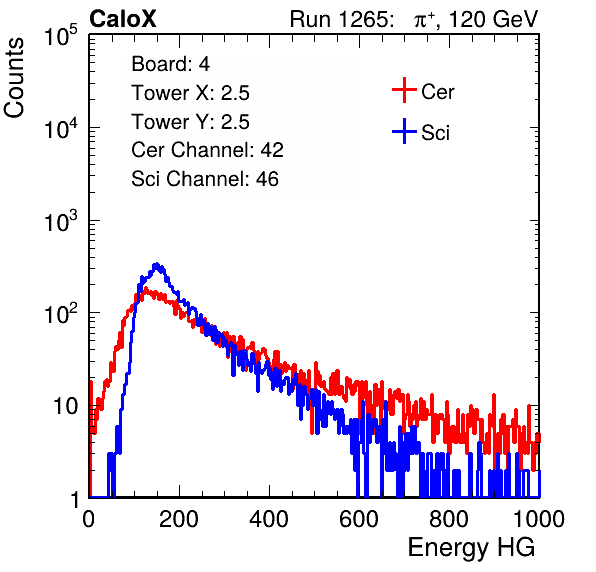 CaloX Run 1265: π⁺, 120 GeV
Counts
10⁵
10⁴
10³
10²
10
1
Board: 4
Tower X: 2.5
Tower Y: 2.5
Cer Channel: 42
Sci Channel: 46
Cer
Sci
0 200 400 600 800 1000
Energy HG